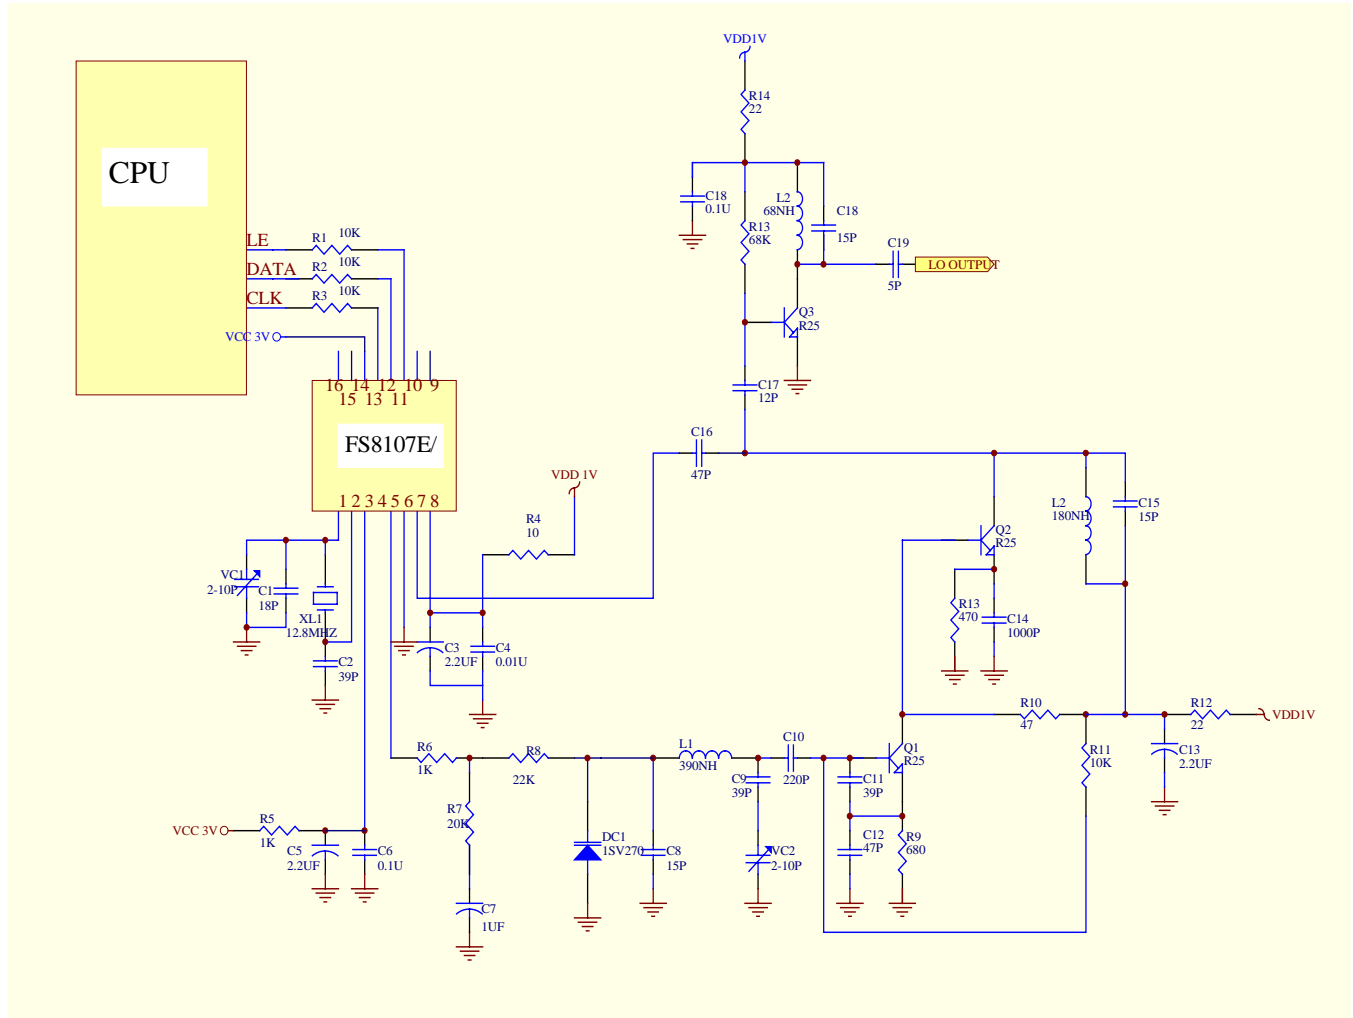 VDD1V
R14
22
CPU
C18
0.1U
L2
68NH
C18
15P
R13
68K
C19
5P
LO OUTPUT
LE
R1
10K
DATA
R2
10K
CLK
R3
10K
VCC 3V
Q3
R25
16 14 12 10 9
15 13 11
C17
12P
FS8107E/
C16
47P
VDD 1V
1 2 3 4 5 6 7 8
R4
10
L2
180NH
C15
15P
Q2
R25
VC1
2-10P
C1
18P
XL1
12.8MHZ
R13
470
C14
1000P
C2
39P
C3
2.2UF
C4
0.01U
R10
47
R12
22
VDD1V
R6
1K
R8
22K
L1
390NH
C10
220P
Q1
R25
R11
10K
C13
2.2UF
C9
39P
C11
39P
R7
20K
R5
1K
VCC 3V
C5
2.2UF
C6
0.1U
DC1
1SV270
C8
15P
VC2
2-10P
C12
47P
R9
680
C7
1UF